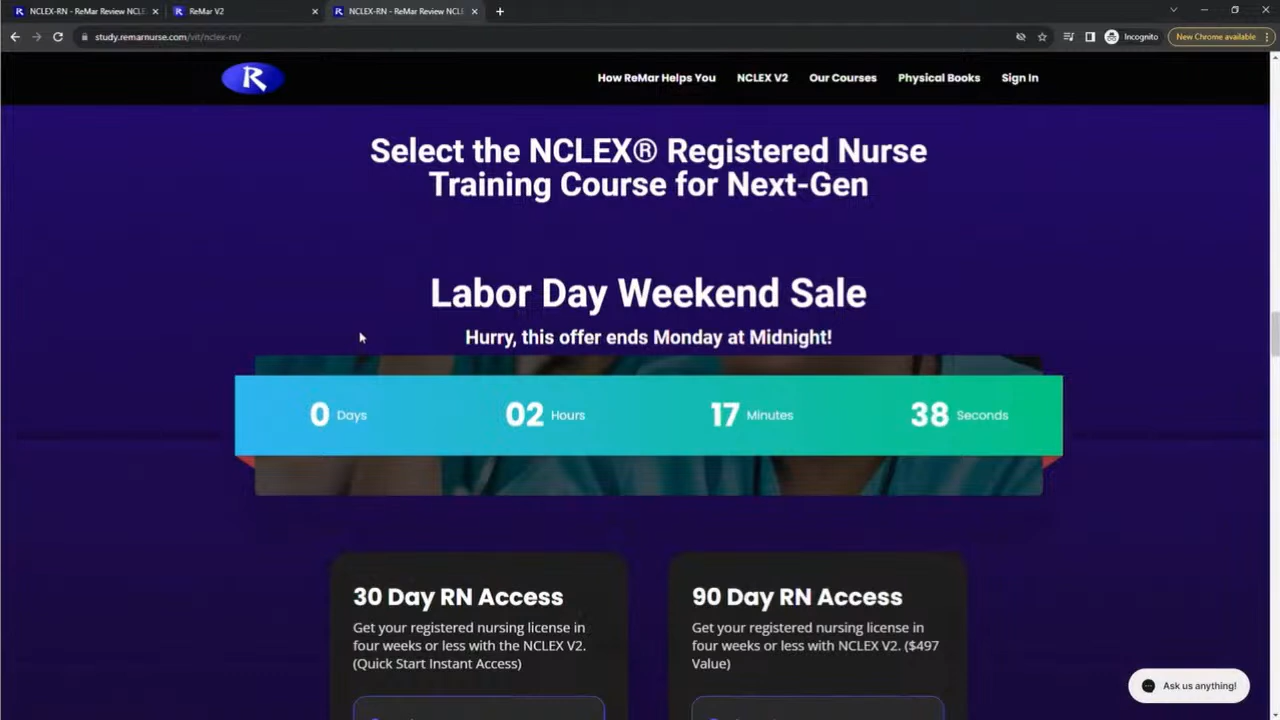 NCLEX-RN - ReMar Review NCLE
ReMar V2
NCLEX-RN - ReMar Review NCLE
study.remarnurse.com/vit/nclex-rn/
Incognito
New Chrome available
R
How ReMar Helps You
NCLEX V2
Our Courses
Physical Books
Sign In
Select the NCLEX® Registered Nurse
Training Course for Next-Gen
Labor Day Weekend Sale
Hurry, this offer ends Monday at Midnight!
0 Days
02 Hours
17 Minutes
38 Seconds
30 Day RN Access
Get your registered nursing license in
four weeks or less with the NCLEX V2.
(Quick Start Instant Access)
90 Day RN Access
Get your registered nursing license in
four weeks or less with NCLEX V2. ($497
Value)
Ask us anything!